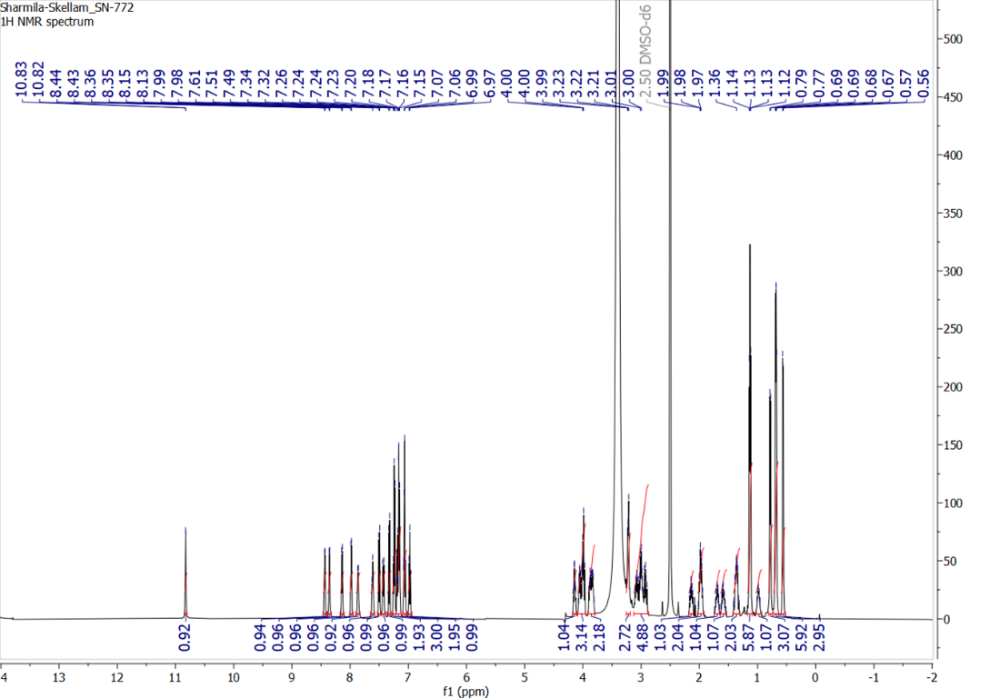 Sharmila-Skellam_SN-772
1H NMR spectrum
10.83 10.82 8.44 8.43 8.36 8.35 8.15 8.13 7.99 7.98 7.61 7.51 7.49 7.34 7.32 7.26 7.24 7.24 7.23 7.20 7.18 7.17 7.16 7.15 7.07 7.06 6.99 6.97 4.00 4.00 3.99 3.23 3.22 3.21 3.01 3.00 2.50 DMSO-d6 1.99 1.98 1.97 1.36 1.14 1.13 1.13 1.12 0.79 0.77 0.69 0.69 0.68 0.67 0.57 0.56
500
450
400
350
300
250
200
150
100
50
0
0.92 0.94 0.96 0.96 0.96 0.92 0.96 0.99 0.96 0.99 1.93 3.00 1.95 0.99 1.04 3.14 2.18 2.72 4.88 1.03 2.04 1.04 1.07 2.03 5.87 1.07 3.07 5.92 2.95
4 13 12 11 10 9 8 7 6 5 4 3 2 1 0 -1 -2
f1 (ppm)